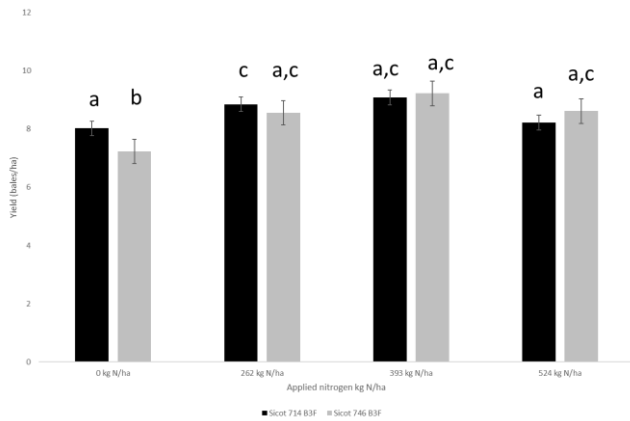 12
10
8
6
4
2
0
Yield (bales/ha)
a
b
c
a,c
a,c
a,c
a
a,c
0 kg N/ha
262 kg N/ha
393 kg N/ha
524 kg N/ha
Applied nitrogen kg N/ha
Sicot 714 B3F
Sicot 746 B3F